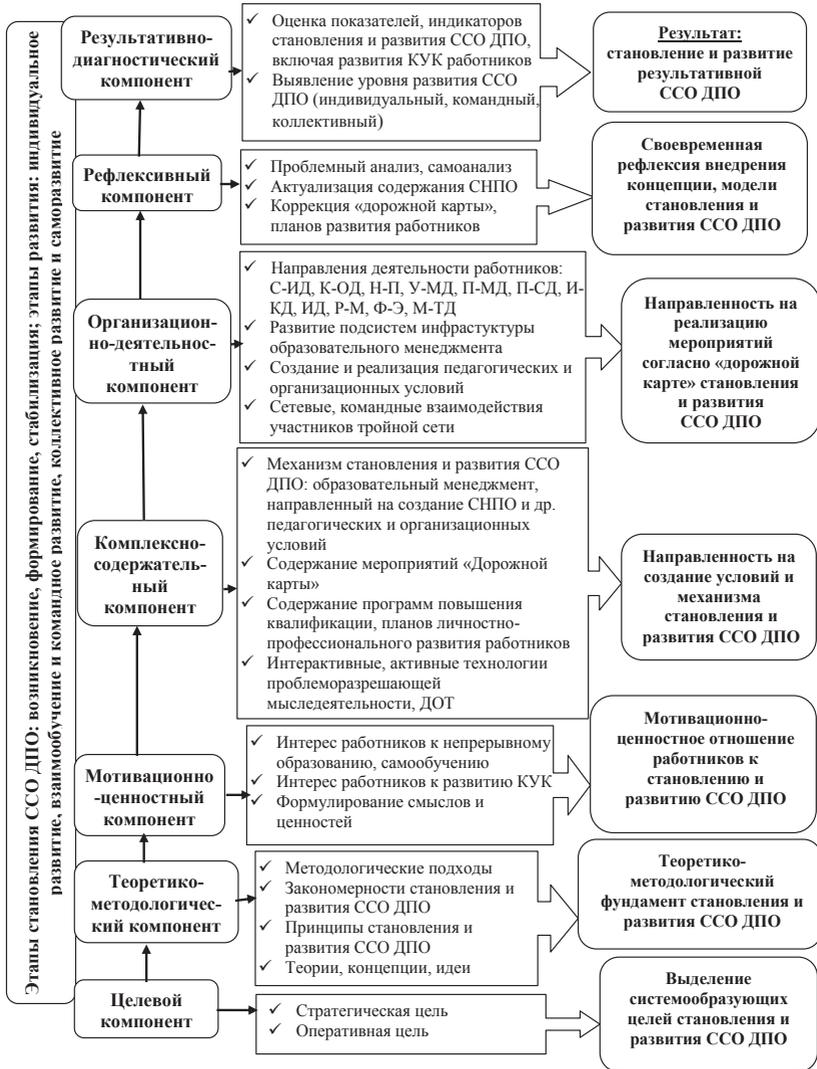 Этапы становления ССО ДПО: возникновение, формирование, стабилизация; этапы развития: индивидуальное
развитие, взаимообучение и командное развитие, коллективное развитие и саморазвитие
Результативно-
диагностический
компонент
✓ Оценка показателей, индикаторов
становления и развития ССО ДПО,
включая развития КУК работников
✓ Выявление уровня развития ССО
ДПО (индивидуальный, командный,
коллективный)
Результат:
становление и развитие
результативной
ССО ДПО
Рефлексивный
компонент
✓ Проблемный анализ, самоанализ
✓ Актуализация содержания СНПО
✓ Коррекция «дорожной карты»,
планов развития работников
Своевременная
рефлексия внедрения
концепции, модели
становления и
развития ССО ДПО
Организацион-
но-деятельнос-
тный
компонент
✓ Направления деятельности работников:
С-ИД, К-ОД, Н-П, У-МД, П-МД, П-СД, И-
КД, ИД, Р-М, Ф-Э, М-ТД
✓ Развитие подсистем инфрастуктуры
образовательного менеджмента
✓ Создание и реализация педагогических и
организационных условий
✓ Сетевые, командные взаимодействия
участников тройной сети
Направленность на
реализацию
мероприятий
согласно «дорожной
карте» становления
и развития
ССО ДПО
Комплексно-
содержатель-
ный
компонент
✓ Механизм становления и развития ССО
ДПО: образовательный менеджмент,
направленный на создание СНПО и др.
педагогических и организационных
условий
✓ Содержание мероприятий «Дорожной
карты»
✓ Содержание программ повышения
квалификации, планов личностно-
профессионального развития работников
✓ Интерактивные, активные технологии
проблеморазрешающей
мыследеятельности, ДОТ
Направленность на
создание условий и
механизма
становления и
развития ССО ДПО
Мотивационно
-ценностный
компонент
✓ Интерес работников к непрерывному
образованию, самообучению
✓ Интерес работников к развитию КУК
✓ Формулирование смыслов и
ценностей
Мотивационно-
ценностное отношение
работников к
становлению и
развитию ССО ДПО
Теоретико-
методологичес-
кий компонент
✓ Методологические подходы
✓ Закономерности становления и
развития ССО ДПО
✓ Принципы становления и
развития ССО ДПО
✓ Теории, концепции, идеи
Теоретико-
методологический
фундамент становления и
развития ССО ДПО
Целевой
компонент
✓ Стратегическая цель
✓ Оперативная цель
Выделение
системообразующих
целей становления и
развития ССО ДПО